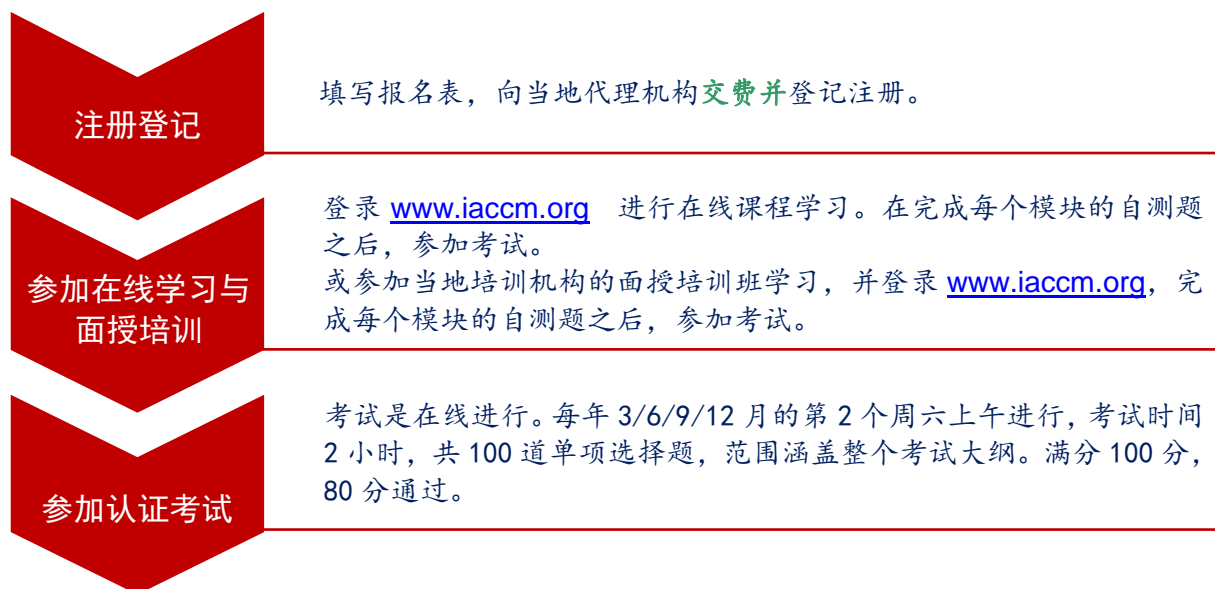 注册登记
填写报名表，向当地代理机构交费并登记注册。
参加在线学习与
面授培训
登录 www.iaccm.org 进行在线课程学习。在完成每个模块的自测题
之后，参加考试。
或参加当地培训机构的面授培训班学习，并登录 www.iaccm.org，完
成每个模块的自测题之后，参加考试。
参加认证考试
考试是在线进行。每年 3/6/9/12 月的第 2 个周六上午进行，考试时间
2 小时，共 100 道单项选择题，范围涵盖整个考试大纲。满分 100 分，
80 分通过。